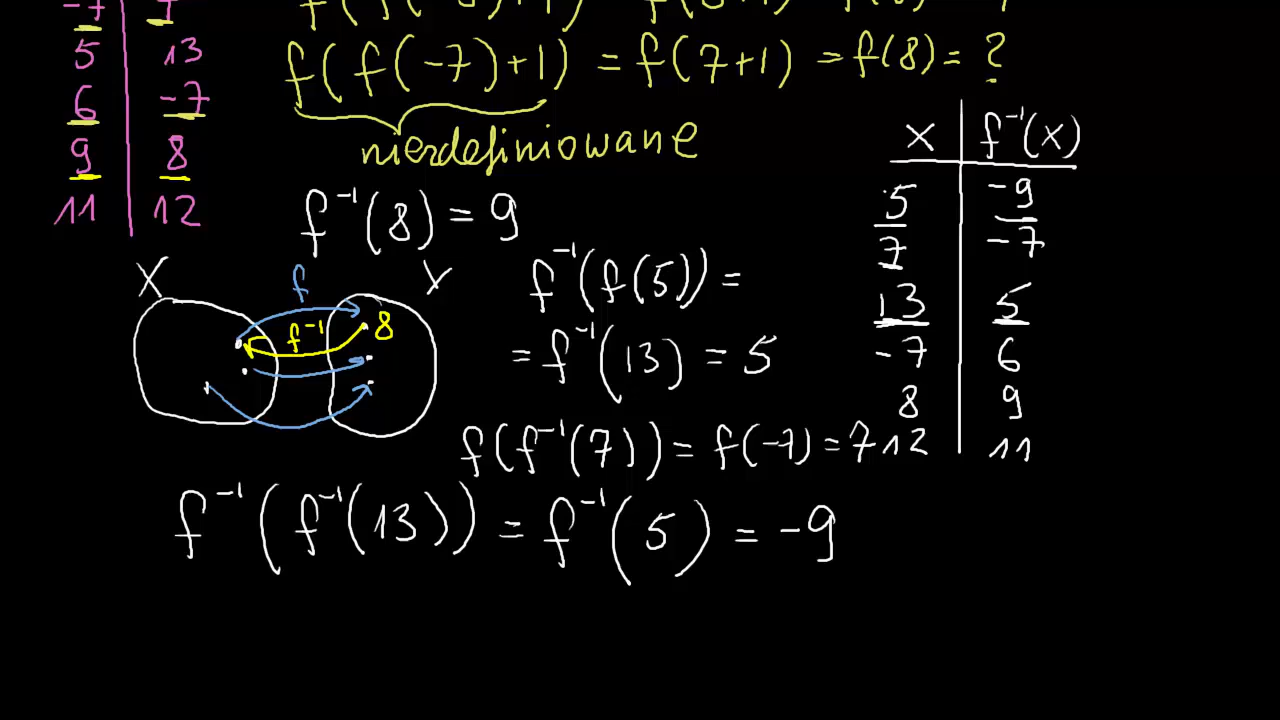 -7 7
5 13
6 -7
9 8
11 12
f(f(-7)+1) = f(7+1) = f(8) = ?
niezdefiniowane
x f⁻¹(x)
5 -9
7 -7
13 5
-7 6
8 9
12 11
f⁻¹(8) = 9
X f Y
f⁻¹ 8
f⁻¹(f(5)) =
= f⁻¹(13) = 5
f(f⁻¹(7)) = f(-7) = 7
f⁻¹(f⁻¹(13)) = f⁻¹(5) = -9